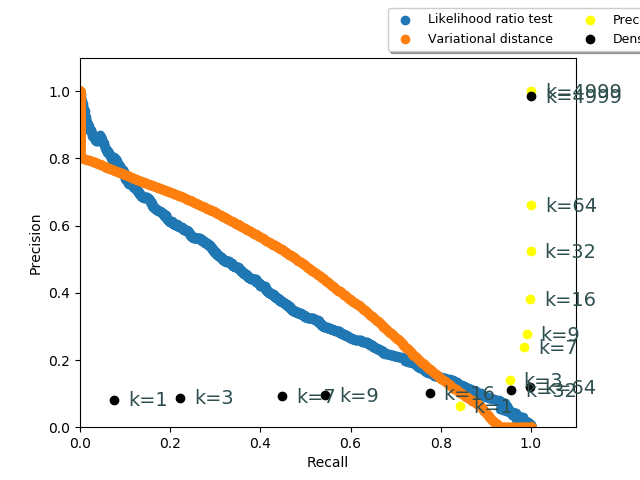 Likelihood ratio test
Variational distance
Prec
Dens
k=4999
k=4999
k=64
k=32
k=16
k=9
k=7
k=3
k=64
k=32
k=1
k=3
k=7
k=9
k=16
k=1
1.0
0.8
0.6
0.4
0.2
0.0
Precision
0.0 0.2 0.4 0.6 0.8 1.0
Recall